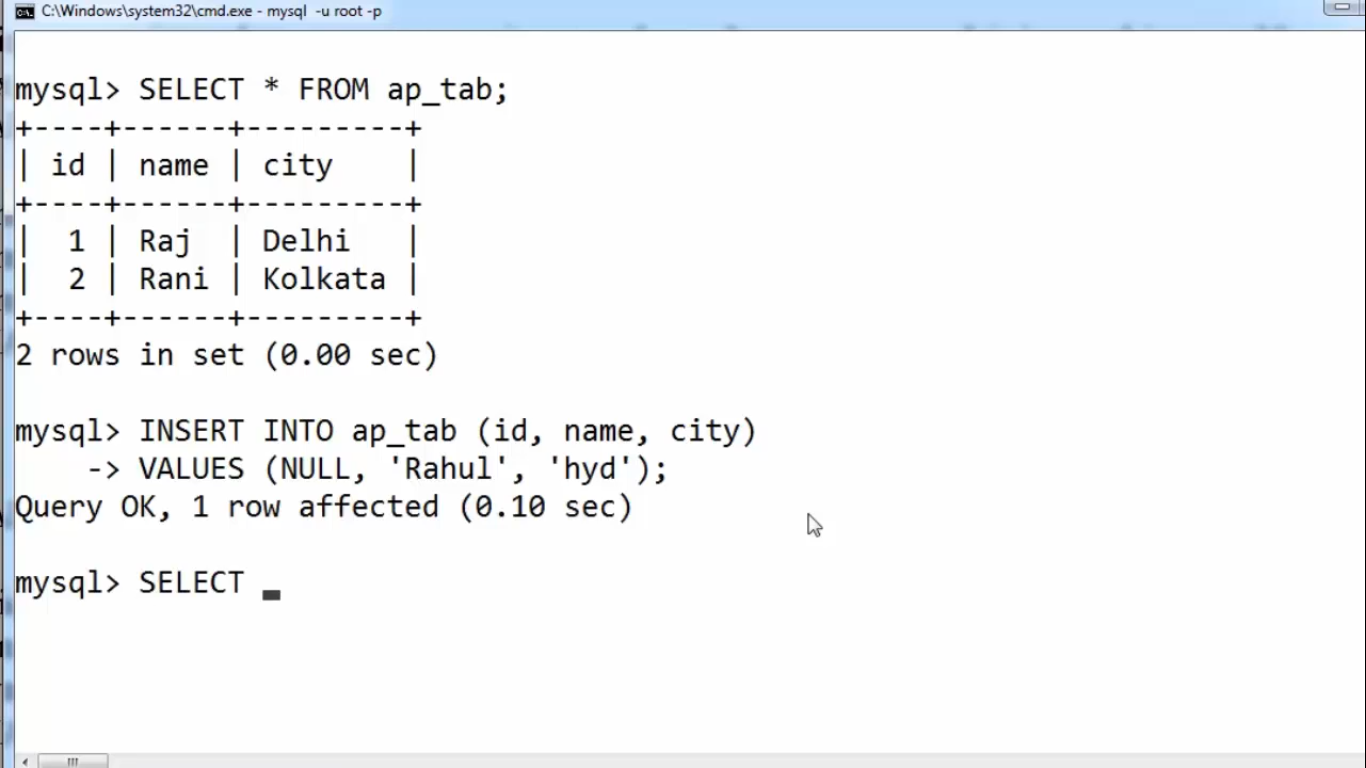 C:\Windows\system32\cmd.exe - mysql  -u root -p
mysql> SELECT * FROM ap_tab;
+----+------+---------+
| id | name | city    |
+----+------+---------+
|  1 | Raj  | Delhi   |
|  2 | Rani | Kolkata |
+----+------+---------+
2 rows in set (0.00 sec)
mysql> INSERT INTO ap_tab (id, name, city)
    -> VALUES (NULL, 'Rahul', 'hyd');
Query OK, 1 row affected (0.10 sec)
mysql> SELECT _